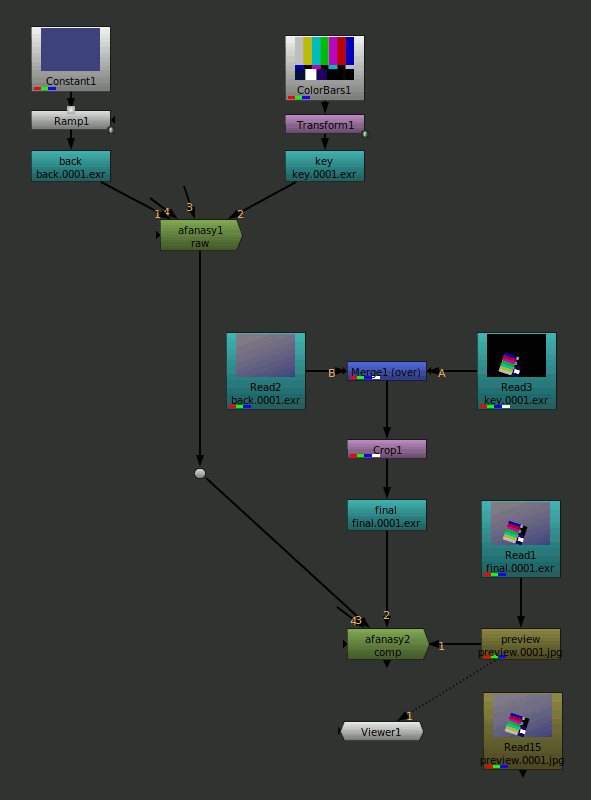 Constant1
ColorBars1
Ramp1
Transform1
back
back.0001.exr
key
key.0001.exr
1
4
3
2
afanasy1
raw
Read2
back.0001.exr
B
Merge1 (over)
A
Read3
key.0001.exr
Crop1
final
final.0001.exr
Read1
final.0001.exr
4
3
2
afanasy2
comp
1
preview
preview.0001.jpg
1
Viewer1
Read15
preview.0001.jpg